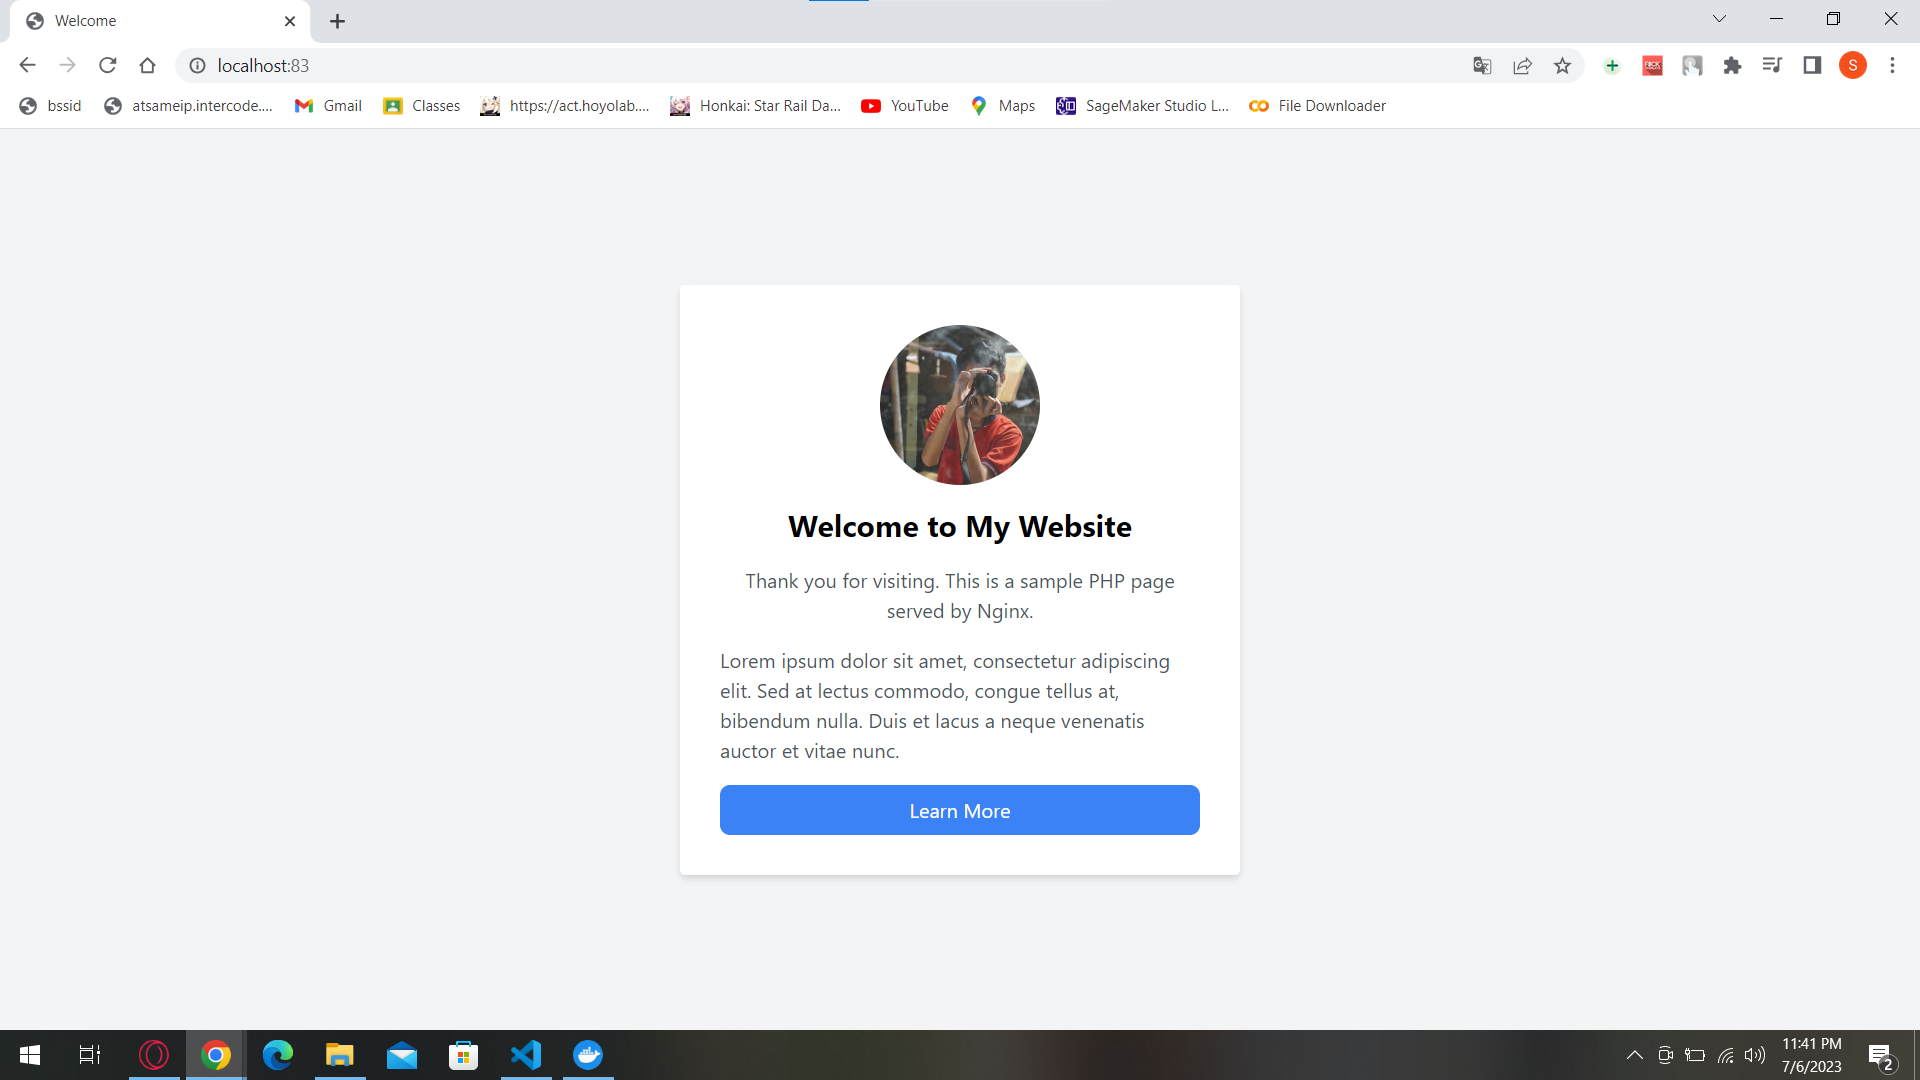 Welcome
localhost:83
S
bssid
atsameip.intercode....
Gmail
Classes
https://act.hoyolab....
Honkai: Star Rail Da...
YouTube
Maps
SageMaker Studio L...
File Downloader
Welcome to My Website
Thank you for visiting. This is a sample PHP page
served by Nginx.
Lorem ipsum dolor sit amet, consectetur adipiscing
elit. Sed at lectus commodo, congue tellus at,
bibendum nulla. Duis et lacus a neque venenatis
auctor et vitae nunc.
Learn More
11:41 PM
7/6/2023
2